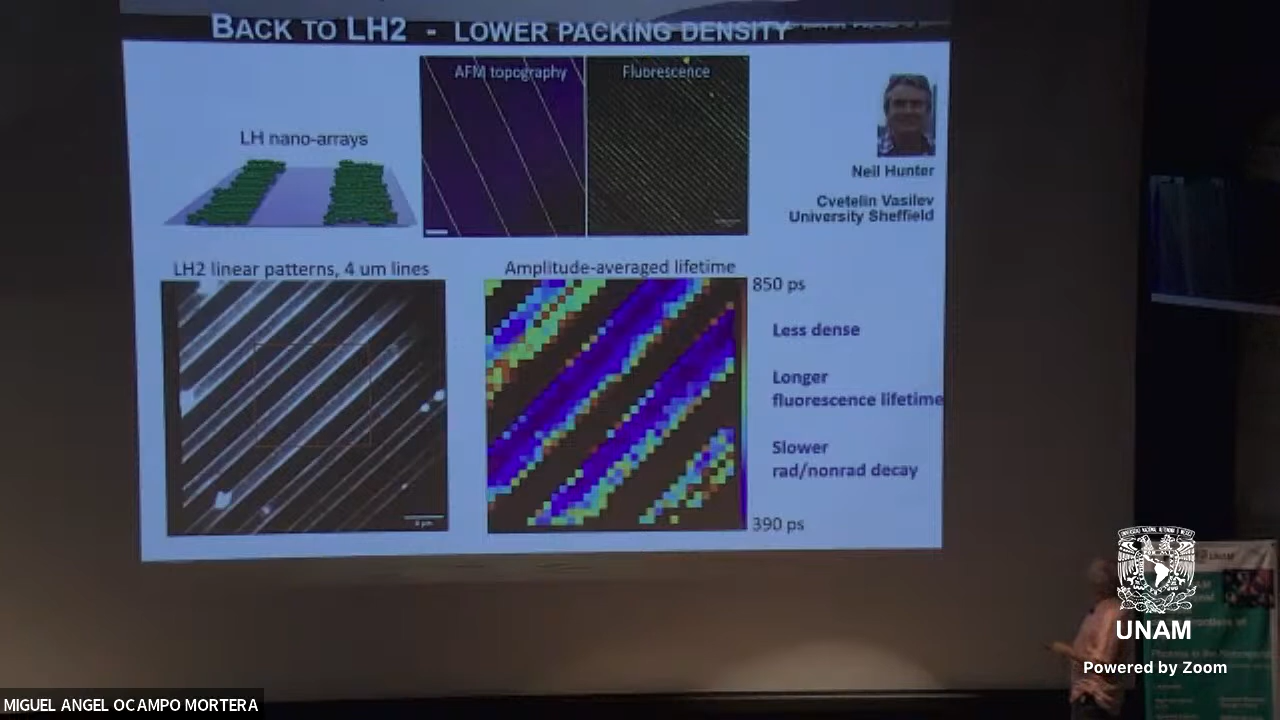 BACK TO LH2 - LOWER PACKING DENSITY
AFM topography
Fluorescence
LH nano-arrays
Neil Hunter
Cvetelin Vasilev
University Sheffield
LH2 linear patterns, 4 um lines
Amplitude-averaged lifetime
850 ps
Less dense
Longer
fluorescence lifetime
Slower
rad/nonrad decay
390 ps
UNAM
UNAM
Powered by Zoom
MIGUEL ANGEL OCAMPO MORTERA